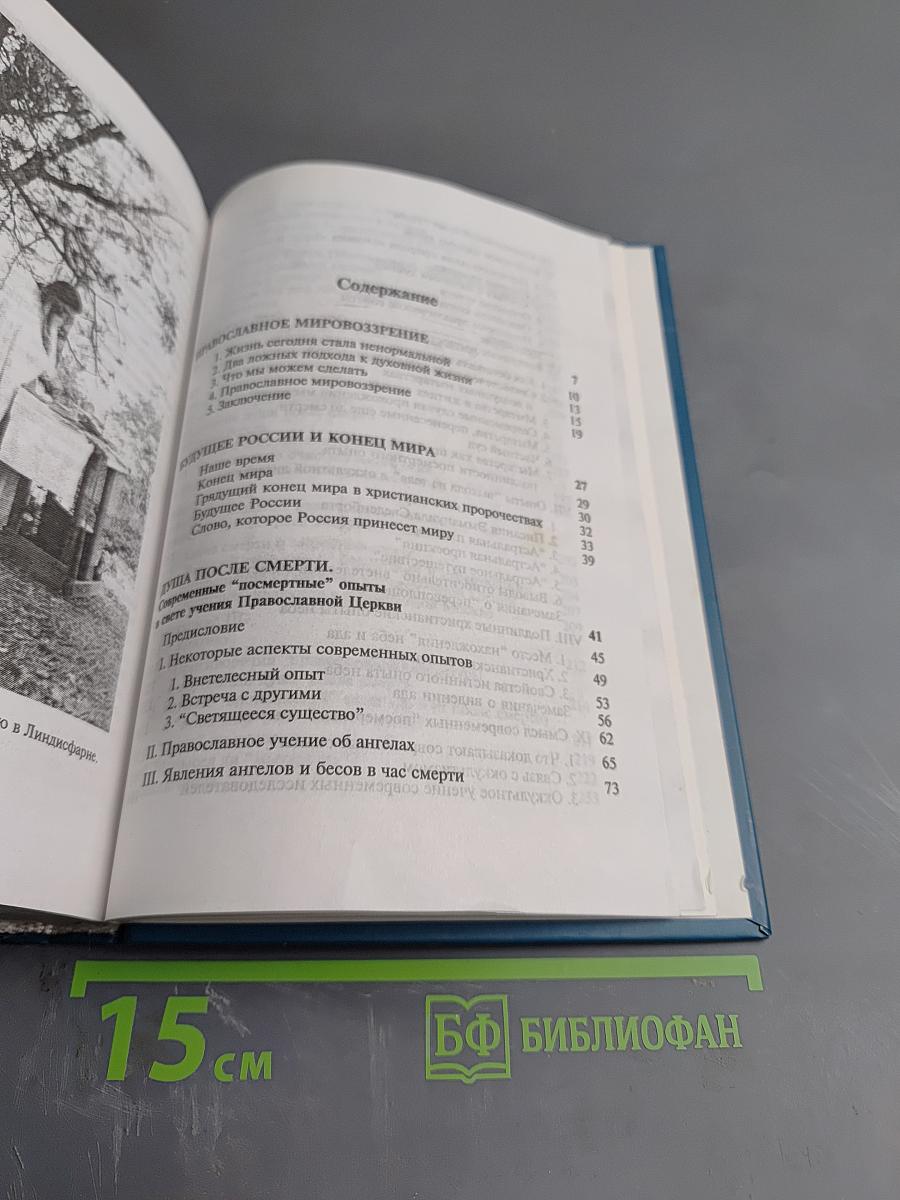 ю в Линдисфарне.
Содержание
ПРАВОСЛАВНОЕ МИРОВОЗЗРЕНИЕ
1. Жизнь сегодня стала ненормальной 7
2. Два ложных подхода к духовной жизни 10
3. Что мы можем сделать 13
4. Православное мировоззрение 15
5. Заключение 19
БУДУЩЕЕ РОССИИ И КОНЕЦ МИРА 27
Наше время 29
Конец мира 30
Грядущий конец мира в христианских пророчествах 32
Будущее России 33
Слово, которое Россия принесет миру 39
ДУША ПОСЛЕ СМЕРТИ.
Современные “посмертные” опыты
в свете учения Православной Церкви 41
Предисловие 45
I. Некоторые аспекты современных опытов 49
1. Внетелесный опыт 53
2. Встреча с другими 56
3. “Светящееся существо” 62
II. Православное учение об ангелах 65
III. Явления ангелов и бесов в час смерти 73
15 см
БФ БИБЛИОФАН